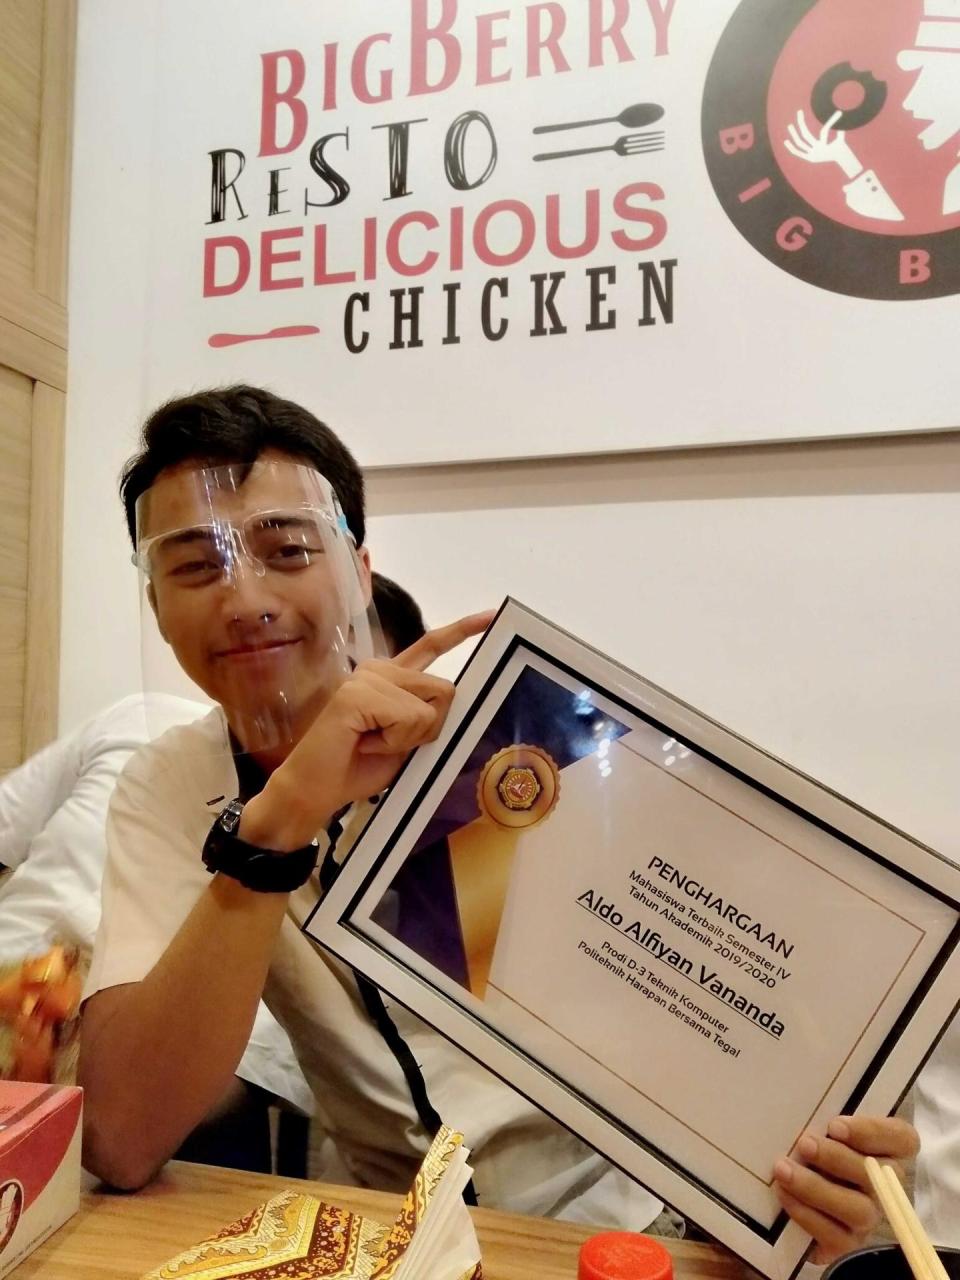 BIGBERRY
RESTO
DELICIOUS
CHICKEN
BIG B
PENGHARGAAN
Mahasiswa Terbaik Semester IV
Tahun Akademik 2019/2020
Aldo Alfiyan Vananda
Prodi D-3 Teknik Komputer
Politeknik Harapan Bersama Tegal